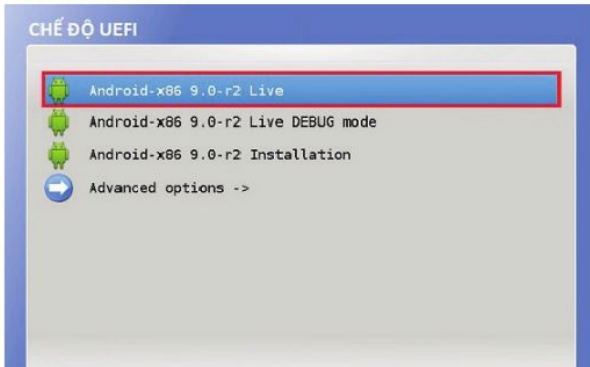 CHẾ ĐỘ UEFI
Android-x86 9.0-r2 Live
Android-x86 9.0-r2 Live DEBUG mode
Android-x86 9.0-r2 Installation
Advanced options ->